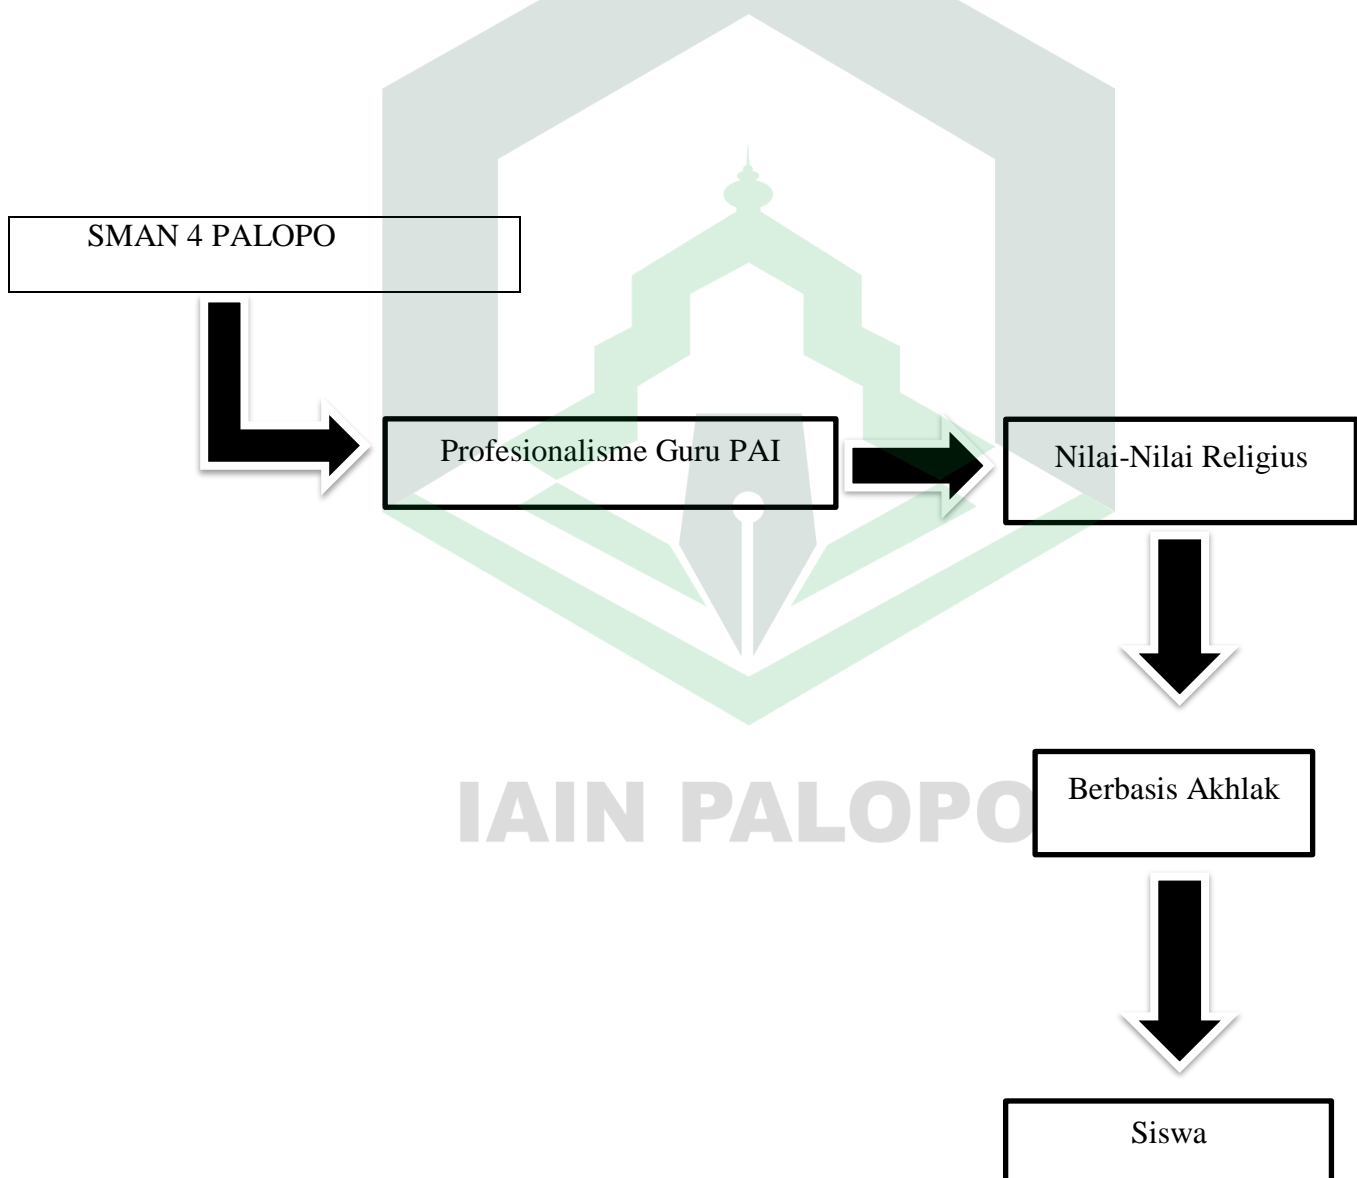 SMAN 4 PALOPO
Profesionalisme Guru PAI
Nilai-Nilai Religius
Berbasis Akhlak
IAIN PALOPO
Siswa